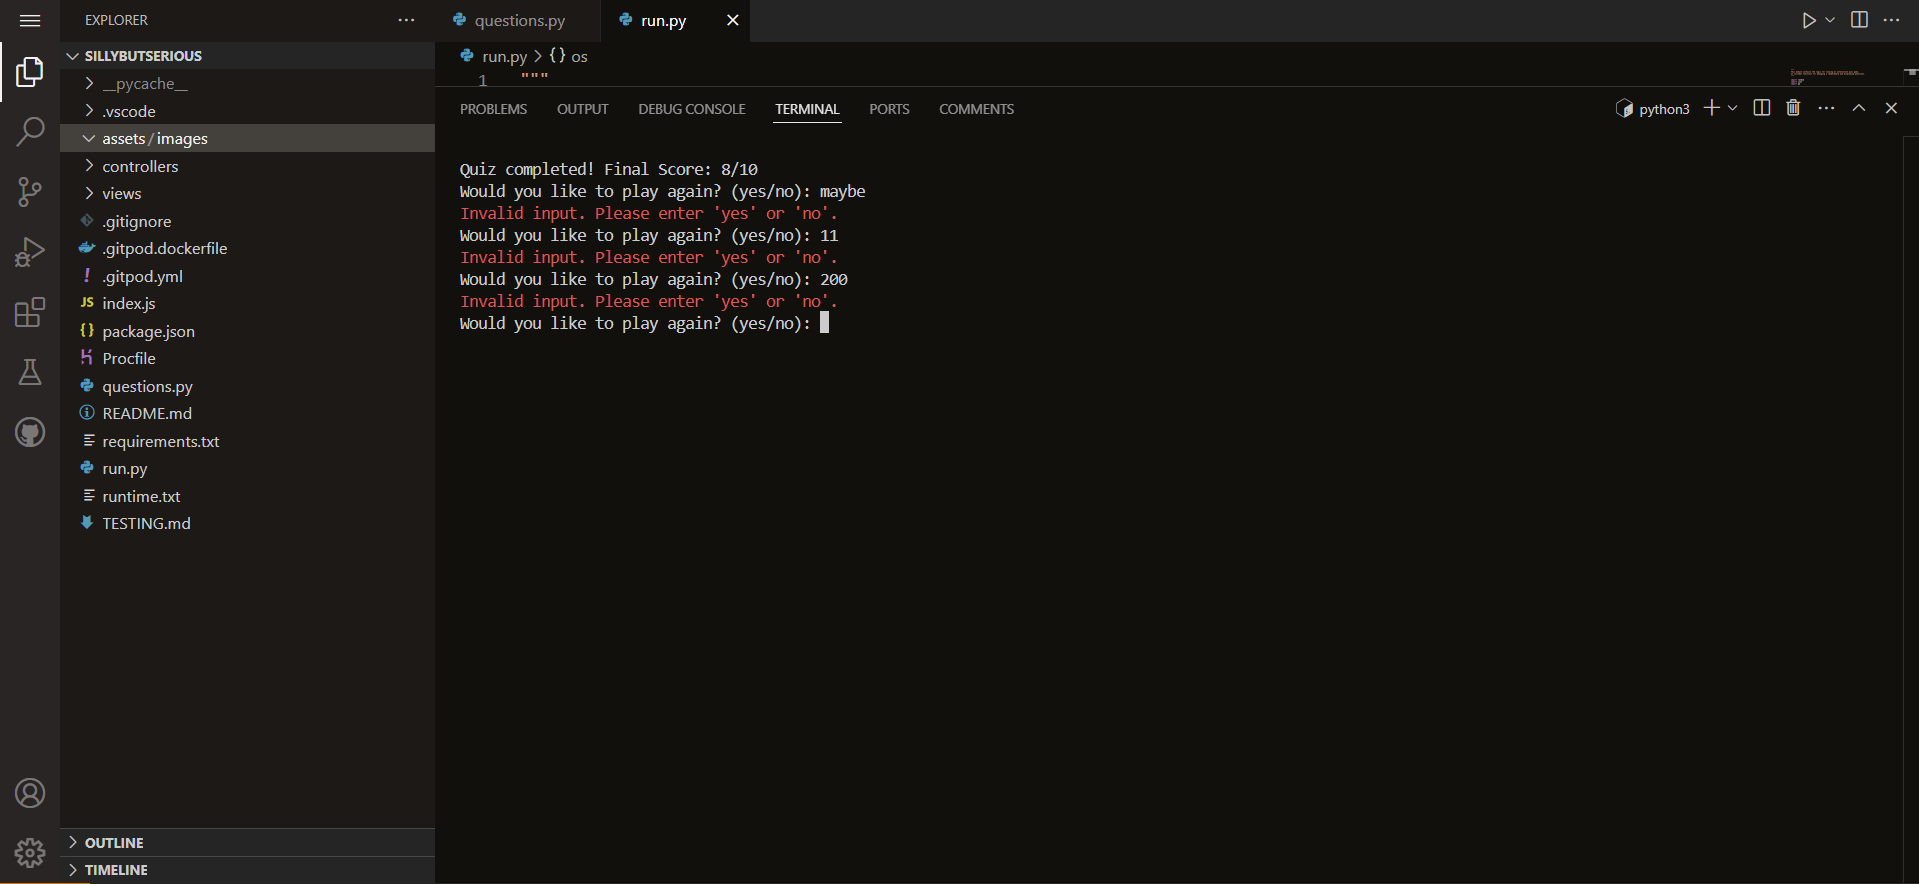 EXPLORER
SILLYBUTSERIOUS
__pycache__
.vscode
assets / images
controllers
views
.gitignore
.gitpod.dockerfile
! .gitpod.yml
JS index.js
{} package.json
Procfile
questions.py
README.md
requirements.txt
run.py
runtime.txt
TESTING.md
OUTLINE
TIMELINE
questions.py
run.py
run.py > {} os
1 """
PROBLEMS OUTPUT DEBUG CONSOLE TERMINAL PORTS COMMENTS
python3
Quiz completed! Final Score: 8/10
Would you like to play again? (yes/no): maybe
Invalid input. Please enter 'yes' or 'no'.
Would you like to play again? (yes/no): 11
Invalid input. Please enter 'yes' or 'no'.
Would you like to play again? (yes/no): 200
Invalid input. Please enter 'yes' or 'no'.
Would you like to play again? (yes/no):